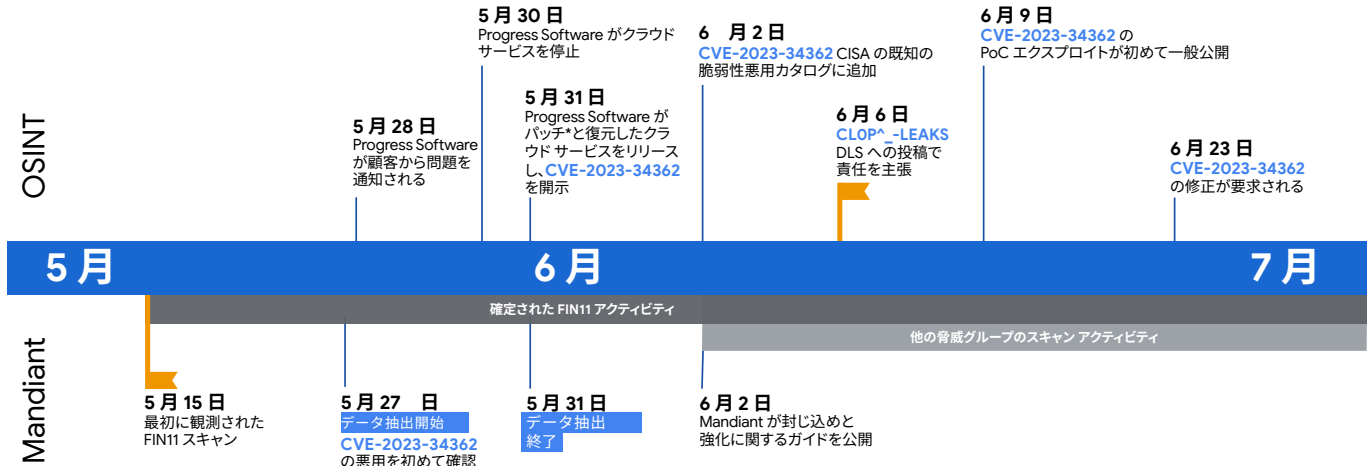 OSINT
5 月 28 日
Progress Software
が顧客から問題を
通知される
5 月 30 日
Progress Software がクラウド
サービスを停止
5 月 31 日
Progress Software が
パッチ*と復元したクラ
ウド サービスをリリース
し、CVE-2023-34362
を開示
6 月 2 日
CVE-2023-34362 CISA の既知の
脆弱性悪用カタログに追加
6 月 6 日
CL0P^_-LEAKS
DLS への投稿で
責任を主張
6 月 9 日
CVE-2023-34362 の
PoC エクスプロイトが初めて一般公開
6 月 23 日
CVE-2023-34362
の修正が要求される
5 月
6 月
7 月
確定された FIN11 アクティビティ
他の脅威グループのスキャン アクティビティ
Mandiant
5 月 15 日
最初に観測された
FIN11 スキャン
5 月 27 日
データ抽出開始
CVE-2023-34362
の悪用を初めて確認
5 月 31 日
データ抽出
終了
6 月 2 日
Mandiant が封じ込めと
強化に関するガイドを公開